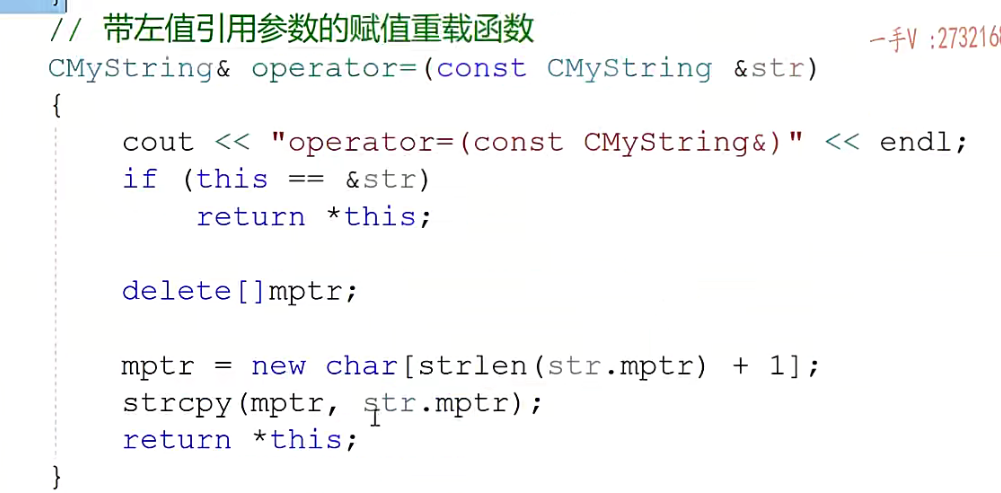 // 带左值引用参数的赋值重载函数
一手V :2732168
CMyString& operator=(const CMyString &str)
{
cout << "operator=(const CMyString&)" << endl;
if (this == &str)
return *this;
delete[]mptr;
mptr = new char[strlen(str.mptr) + 1];
strcpy(mptr, str.mptr);
return *this;
}